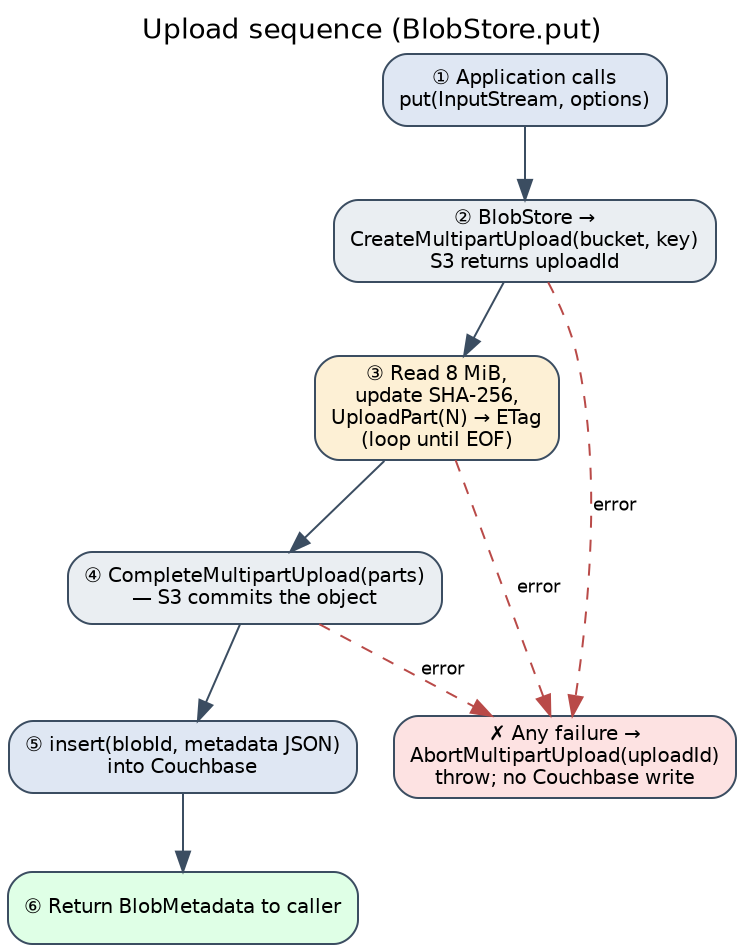 Upload sequence (BlobStore.put)
① Application calls
put(InputStream, options)
② BlobStore →
CreateMultipartUpload(bucket, key)
S3 returns uploadId
③ Read 8 MiB,
update SHA-256,
UploadPart(N) → ETag
(loop until EOF)
error
error
④ CompleteMultipartUpload(parts)
— S3 commits the object
error
⑤ insert(blobId, metadata JSON)
into Couchbase
✗ Any failure →
AbortMultipartUpload(uploadId)
throw; no Couchbase write
⑥ Return BlobMetadata to caller